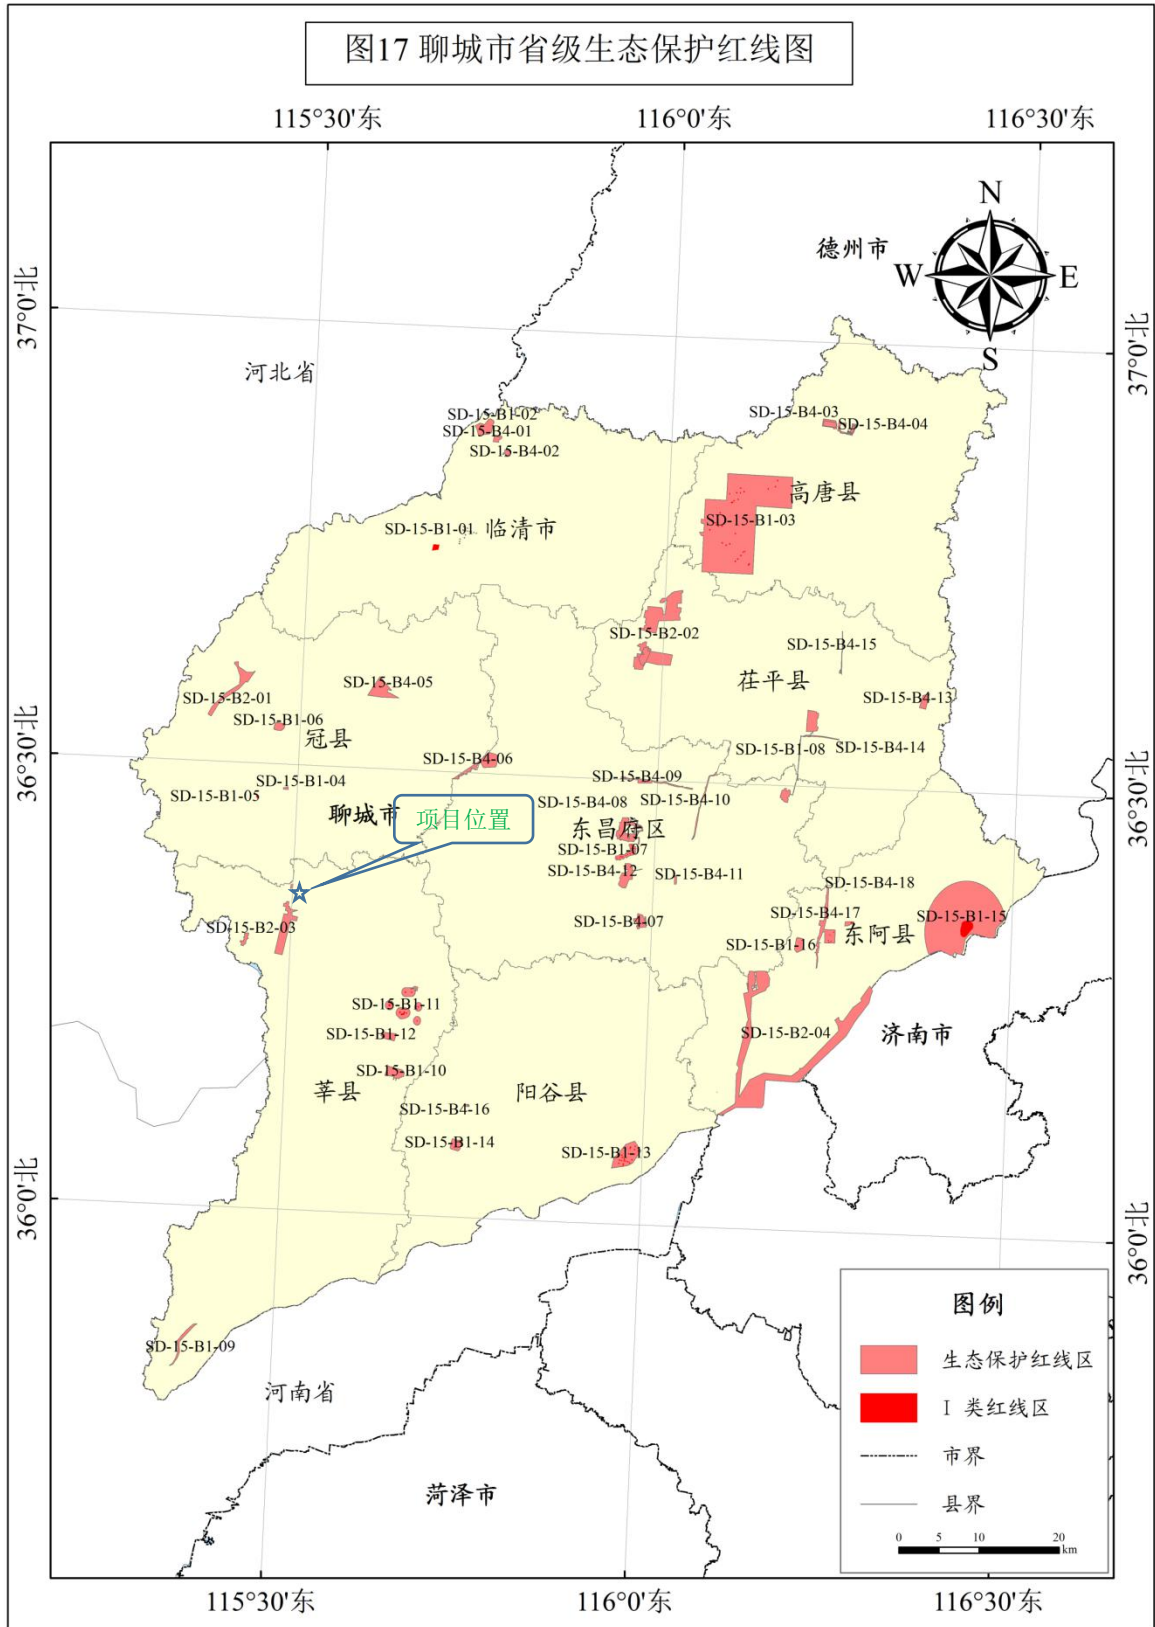 图17 聊城市省级生态保护红线图
115°30'东
116°0'东
116°30'东
N
W
E
S
德州市
37°0'北
37°0'北
河北省
SD-15-B1-02
SD-15-B4-01
SD-15-B4-02
SD-15-B4-03
SD-15-B4-04
高唐县
SD-15-B1-03
SD-15-B1-01
临清市
SD-15-B2-02
SD-15-B4-15
茌平县
SD-15-B4-05
SD-15-B2-01
SD-15-B4-13
SD-15-B1-06
冠县
36°30'北
36°30'北
SD-15-B1-08
SD-15-B4-14
SD-15-B4-06
SD-15-B4-09
SD-15-B1-04
SD-15-B1-05
SD-15-B4-08
SD-15-B4-10
聊城市
项目位置
东昌府区
SD-15-B1-07
SD-15-B4-12
SD-15-B4-11
SD-15-B4-18
SD-15-B4-07
SD-15-B4-17
SD-15-B1-15
SD-15-B2-03
东阿县
SD-15-B1-16
SD-15-B1-11
SD-15-B1-12
SD-15-B2-04
济南市
SD-15-B1-10
莘县
阳谷县
SD-15-B4-16
SD-15-B1-14
SD-15-B1-13
36°0'北
36°0'北
SD-15-B1-09
河南省
菏泽市
图例
生态保护红线区
I 类红线区
市界
县界
0 5 10 20
km
115°30'东
116°0'东
116°30'东